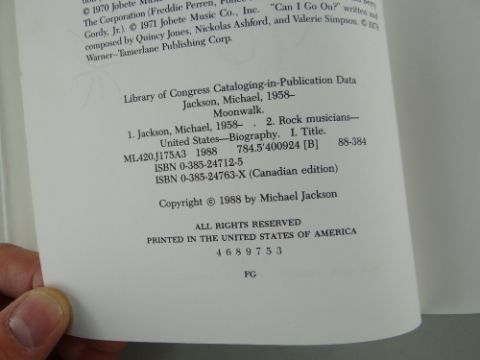 © 1970 Jobete Music
The Corporation (Freddie Perren,
Gordy, Jr.) © 1971 Jobete Music Co., Inc. "Can I Go On?" written and
composed by Quincy Jones, Nickolas Ashford, and Valerie Simpson. © 1979
Warner–Tamerlane Publishing Corp.
Library of Congress Cataloging-in-Publication Data
Jackson, Michael, 1958–
Moonwalk.
1. Jackson, Michael, 1958– . 2. Rock musicians—
United States—Biography. I. Title.
ML420.J175A3 1988 784.5'400924 [B] 88-384
ISBN 0-385-24712-5
ISBN 0-385-24763-X (Canadian edition)
Copyright © 1988 by Michael Jackson
ALL RIGHTS RESERVED
PRINTED IN THE UNITED STATES OF AMERICA
4 6 8 9 7 5 3
FG